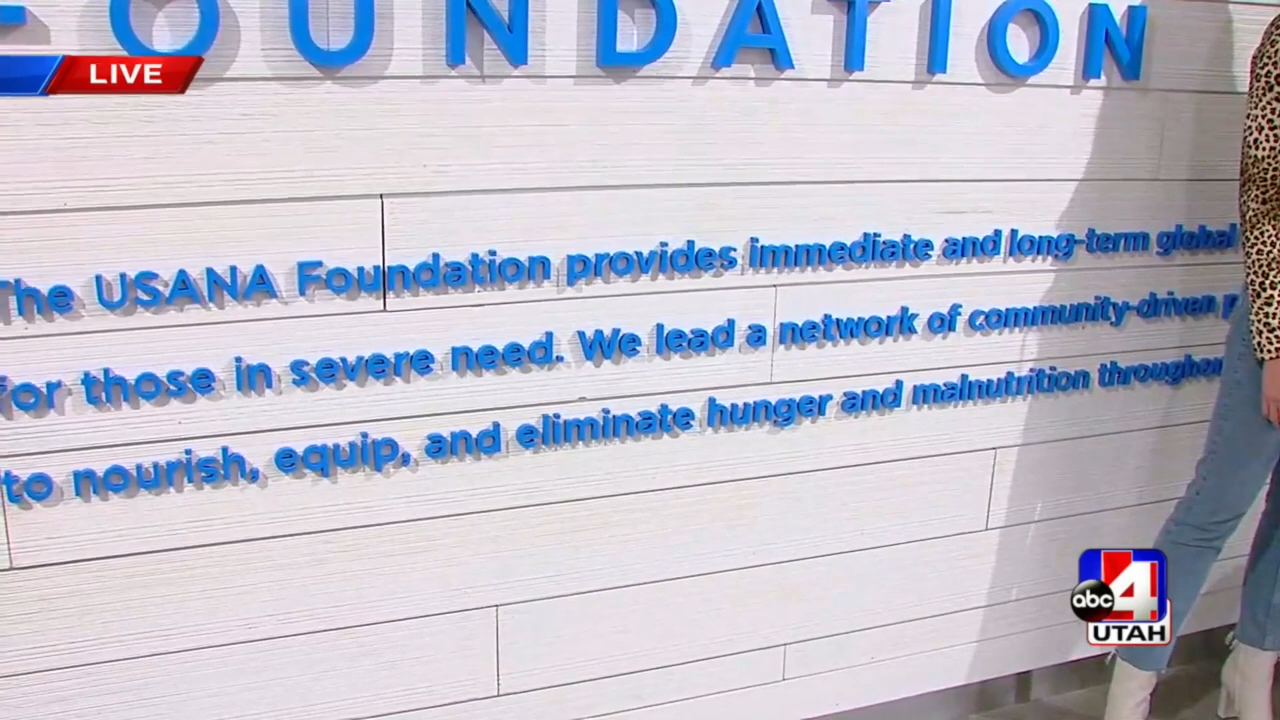 FOUNDATION
LIVE
The USANA Foundation provides immediate and long-term global
for those in severe need. We lead a network of community-driven p
to nourish, equip, and eliminate hunger and malnutrition throughou
abc 4
UTAH